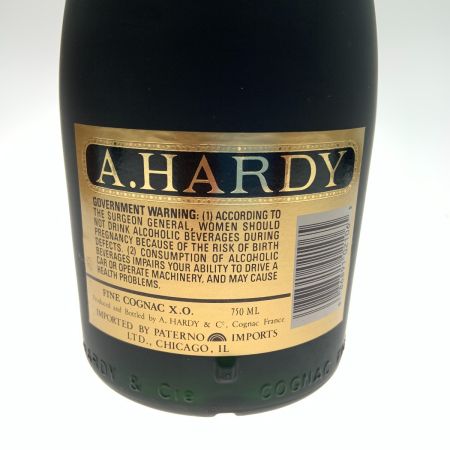 A.HARDY
GOVERNMENT WARNING: (1) ACCORDING TO
THE SURGEON GENERAL, WOMEN SHOULD
NOT DRINK ALCOHOLIC BEVERAGES DURING
PREGNANCY BECAUSE OF THE RISK OF BIRTH
DEFECTS. (2) CONSUMPTION OF ALCOHOLIC
BEVERAGES IMPAIRS YOUR ABILITY TO DRIVE A
CAR OR OPERATE MACHINERY, AND MAY CAUSE
HEALTH PROBLEMS.
FINE COGNAC X.O. 750 ML
Produced and Bottled by A. HARDY & Cº, Cognac France
IMPORTED BY PATERNO IMPORTS
LTD., CHICAGO, IL
HARDY & Cie COGNAC